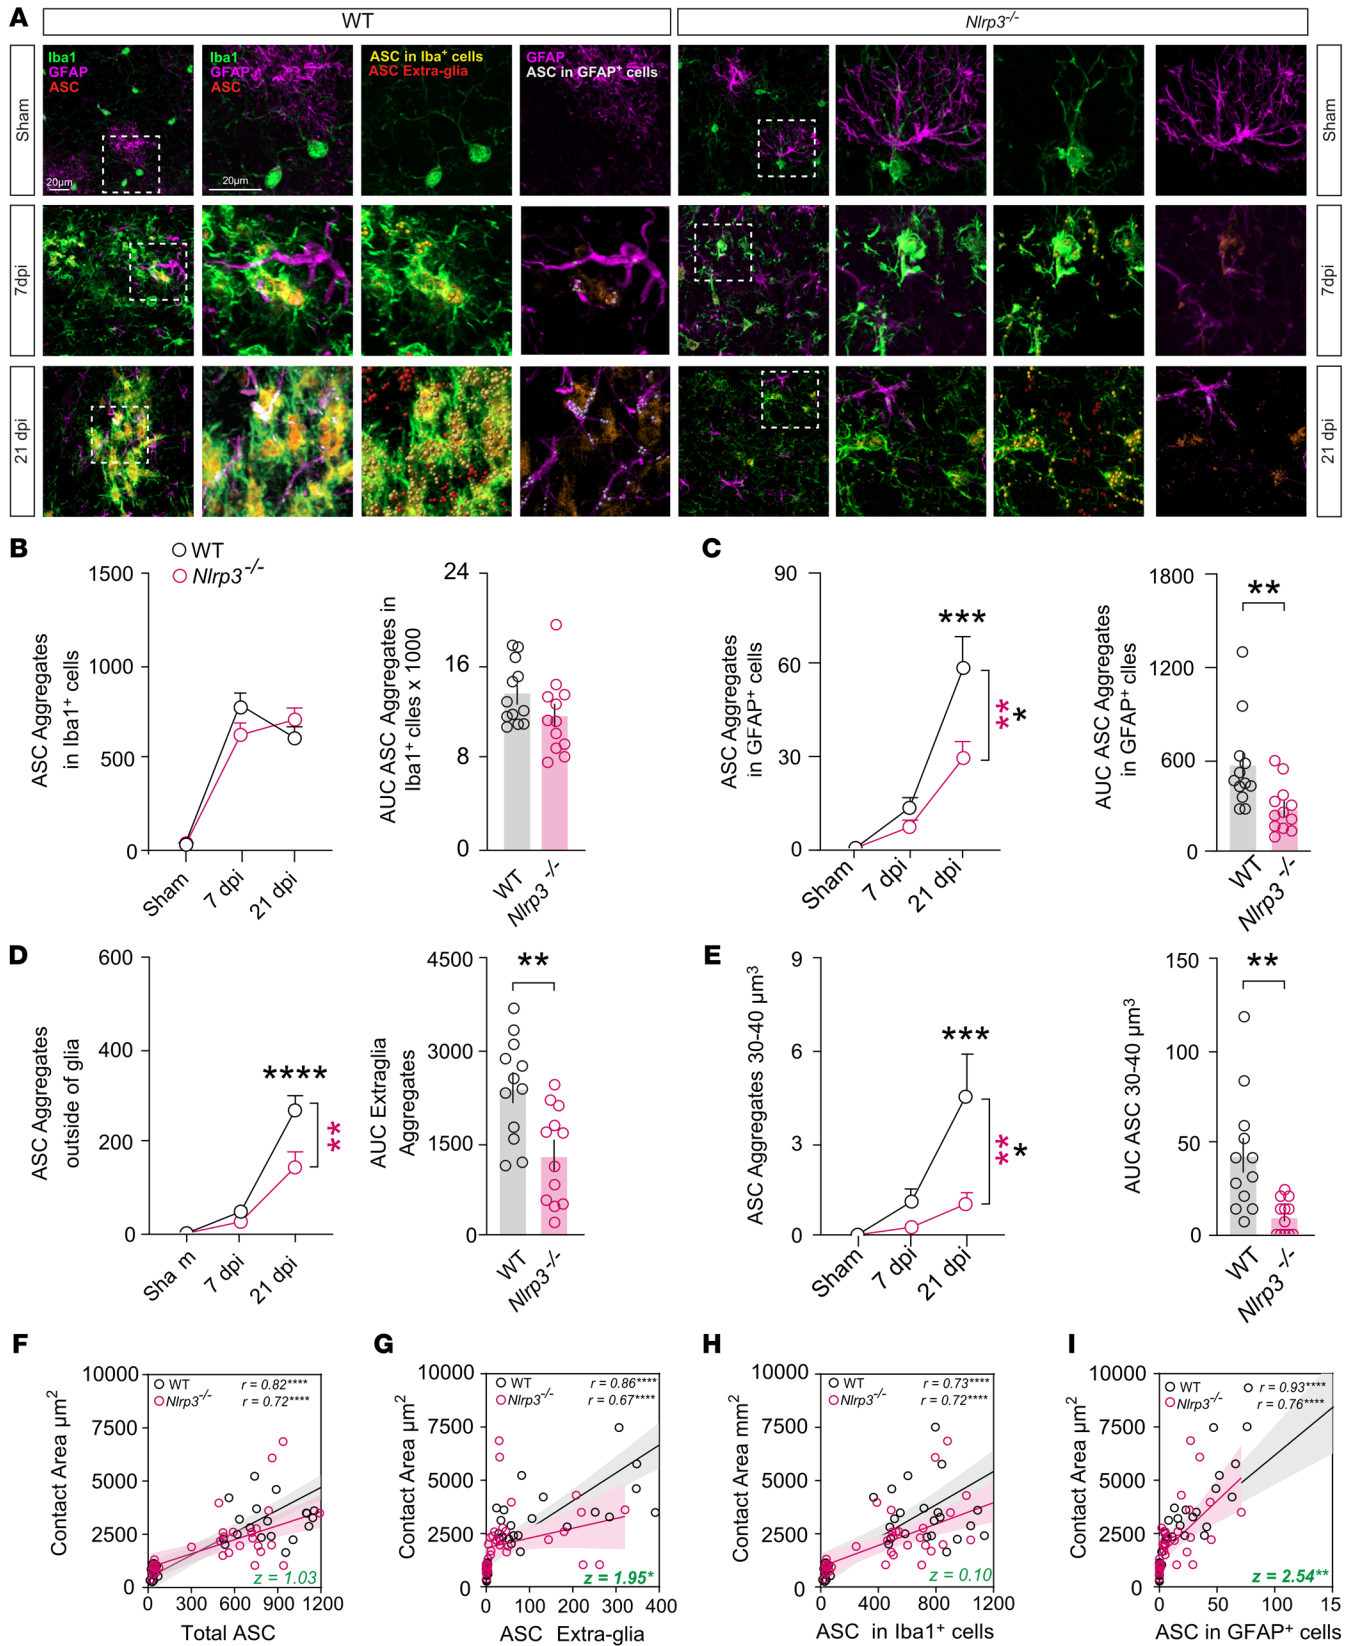 A
WT
Nlrp3-/-
Sham
Iba1
GFAP
ASC
20µm
Iba1
GFAP
ASC
20µm
ASC in Iba+ cells
ASC Extra-glia
GFAP
ASC in GFAP+ cells
Sham
7dpi
7dpi
21 dpi
21 dpi
B
WT
Nlrp3-/-
ASC Aggregates
in Iba1+ cells
1500
1000
500
0
Sham
7 dpi
21 dpi
AUC ASC Aggregates in
Iba1+ clles x 1000
24
16
8
0
WT
Nlrp3 -/-
C
ASC Aggregates
in GFAP+ cells
90
60
30
0
***
**
*
Sham
7 dpi
21 dpi
AUC ASC Aggregates
in GFAP+ clles
1800
1200
600
0
**
WT
Nlrp3 -/-
D
ASC Aggregates
outside of glia
600
400
200
0
****
**
Sha m
7 dpi
21 dpi
AUC Extraglia
Aggregates
4500
3000
1500
0
**
WT
Nlrp3 -/-
E
ASC Aggregates 30-40 µm3
9
6
3
0
***
**
*
Sham
7 dpi
21 dpi
AUC ASC 30-40 µm3
150
100
50
0
**
WT
Nlrp3 -/-
F
Contact Area µm2
10000
7500
5000
2500
0
WT
Nlrp3-/-
r = 0.82****
r = 0.72****
z = 1.03
0 300 600 900 1200
Total ASC
G
Contact Area µm2
10000
7500
5000
2500
0
WT
Nlrp3-/-
r = 0.86****
r = 0.67****
z = 1.95*
0 100 200 300 400
ASC Extra-glia
H
Contact Area mm2
10000
7500
5000
2500
0
WT
Nlrp3-/-
r = 0.73****
r = 0.72****
z = 0.10
0 400 800 1200
ASC in Iba1+ cells
I
Contact Area µm2
10000
7500
5000
2500
0
WT
Nlrp3-/-
r = 0.93****
r = 0.76****
z = 2.54**
0 50 100 15
ASC in GFAP+ cells